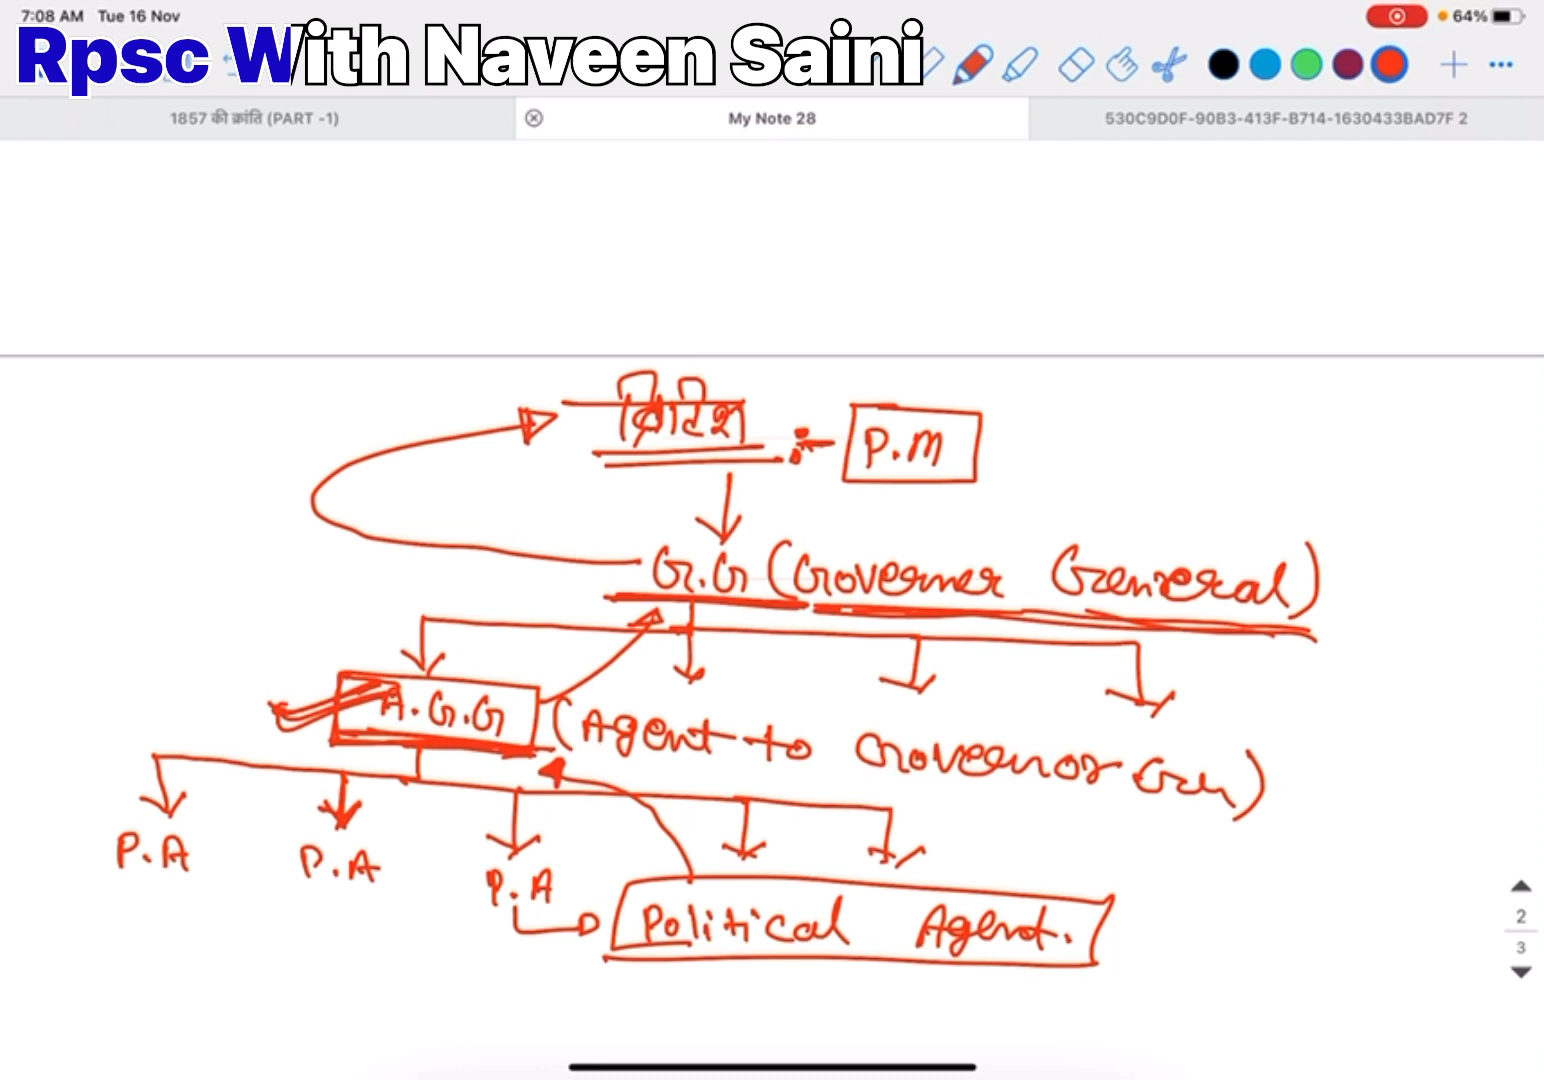 7:08 AM Tue 16 Nov
64%
Rpsc With Naveen Saini
1857 की क्रांति (PART -1)
My Note 28
530C9D0F-90B3-413F-B714-1630433BAD7F 2
ब्रिटिश
P.M
G.G (Governer General)
A.G.G (Agent to Governor Gen)
P.A
P.A
P.A
Political Agent.
2
3